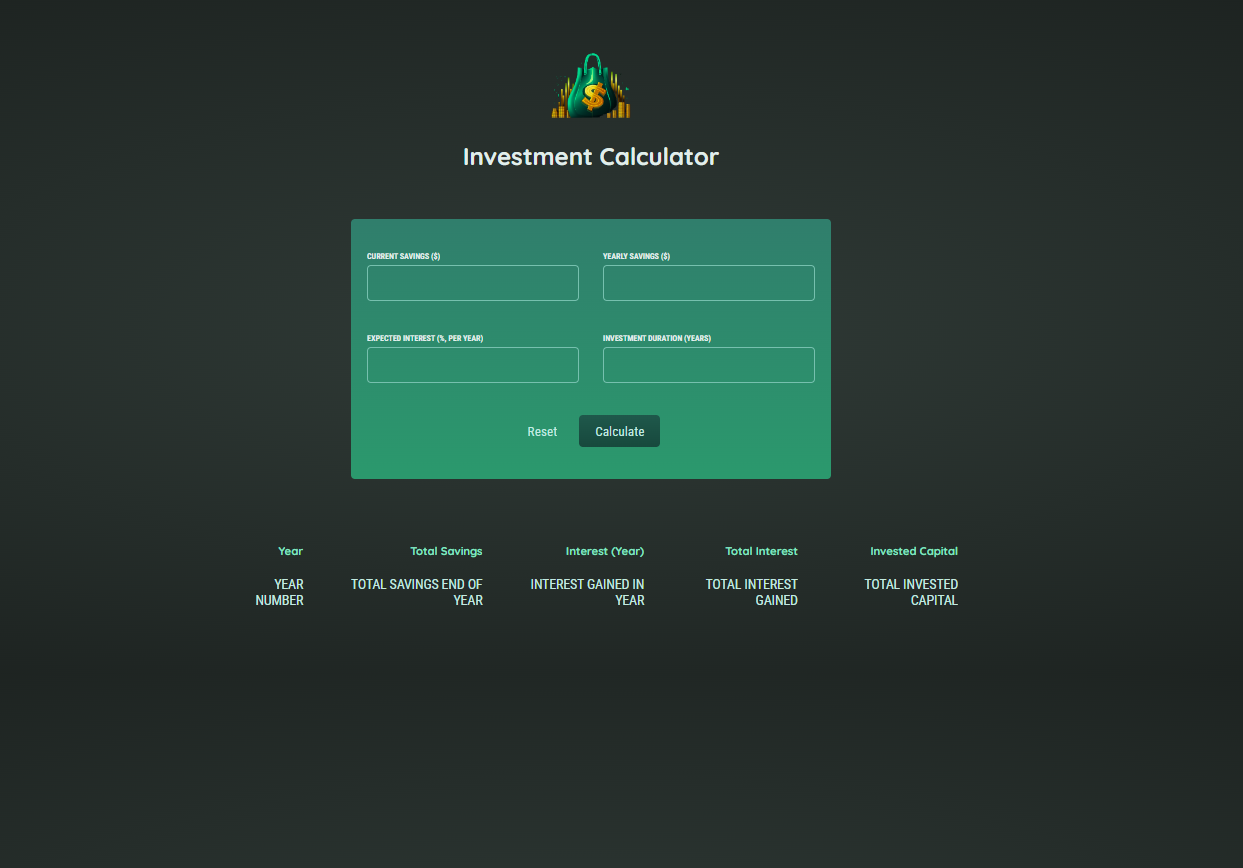 $
Investment Calculator
CURRENT SAVINGS ($) YEARLY SAVINGS ($)
EXPECTED INTEREST (%, PER YEAR) INVESTMENT DURATION (YEARS)
Reset Calculate
Year Total Savings Interest (Year) Total Interest Invested Capital
YEAR TOTAL SAVINGS END OF INTEREST GAINED IN TOTAL INTEREST TOTAL INVESTED
NUMBER YEAR YEAR GAINED CAPITAL